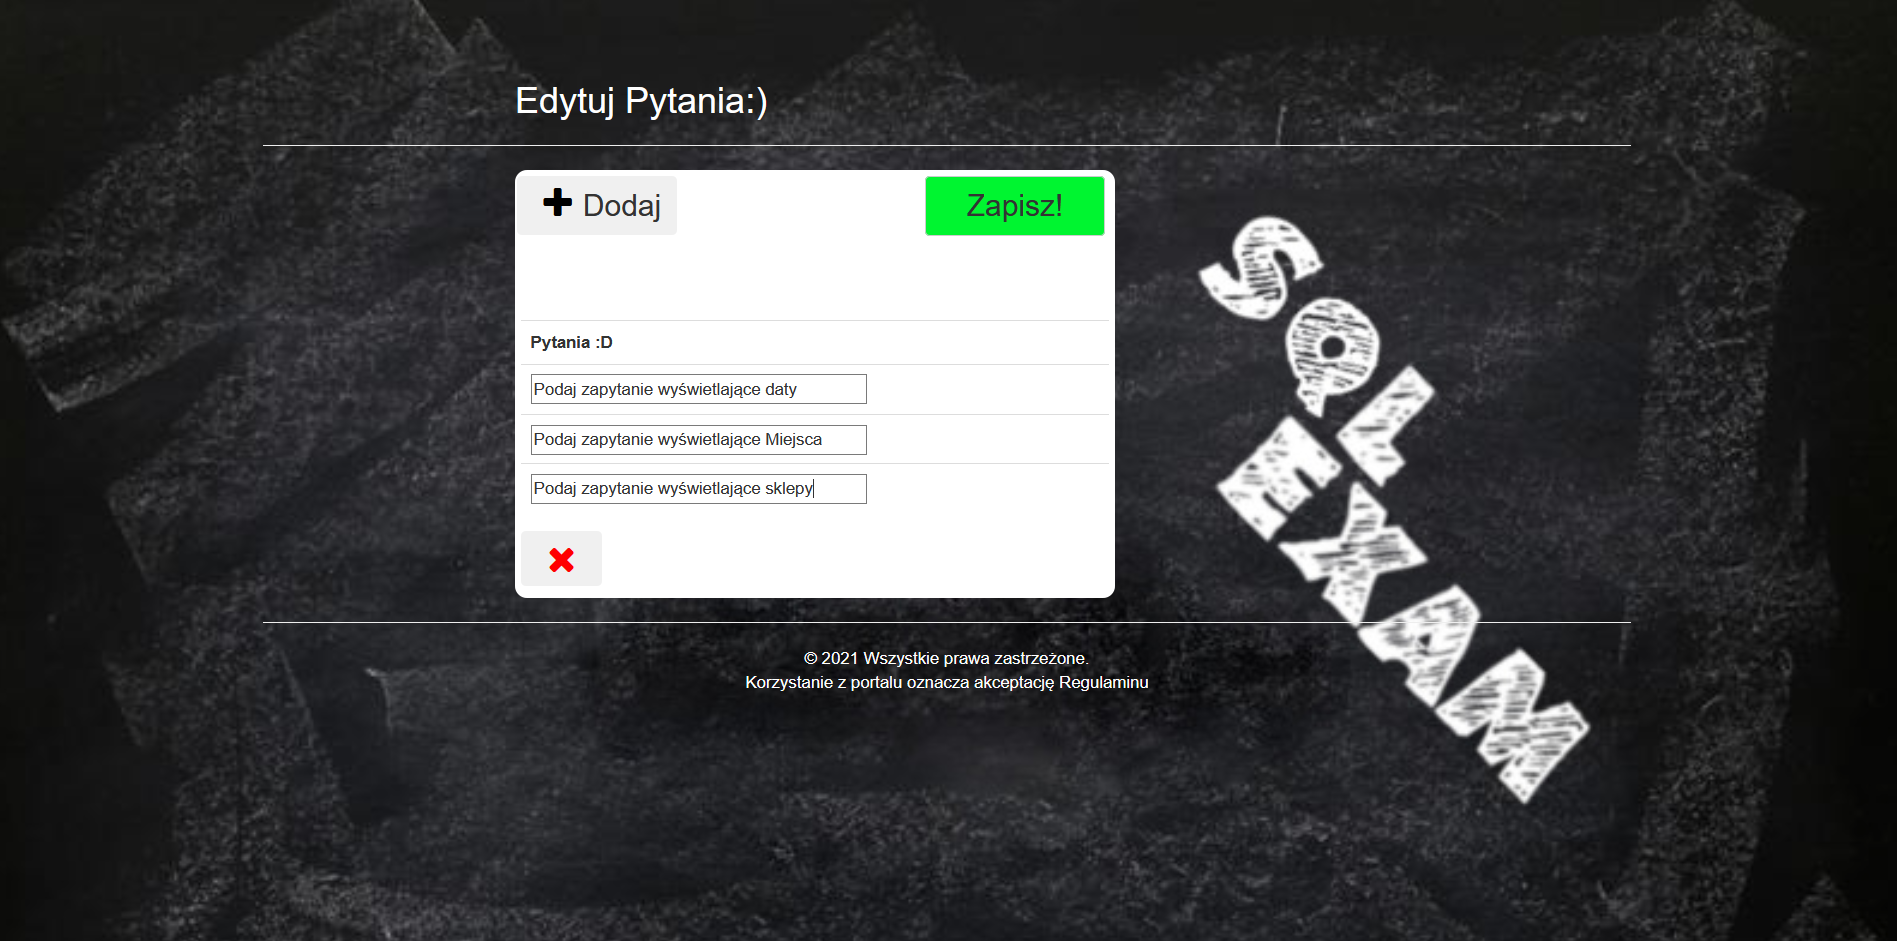 Edytuj Pytania:)
Dodaj
Zapisz!
Pytania :D
Podaj zapytanie wyświetlające daty
Podaj zapytanie wyświetlające Miejsca
Podaj zapytanie wyświetlające sklepy
SQL
EXAM
© 2021 Wszystkie prawa zastrzeżone.
Korzystanie z portalu oznacza akceptację Regulaminu